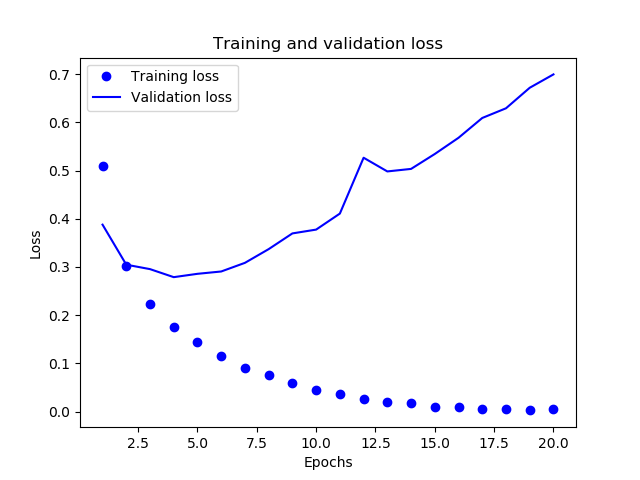 Training and validation loss
Training loss
Validation loss
0.7
0.6
0.5
0.4
0.3
0.2
0.1
0.0
Loss
2.5 5.0 7.5 10.0 12.5 15.0 17.5 20.0
Epochs